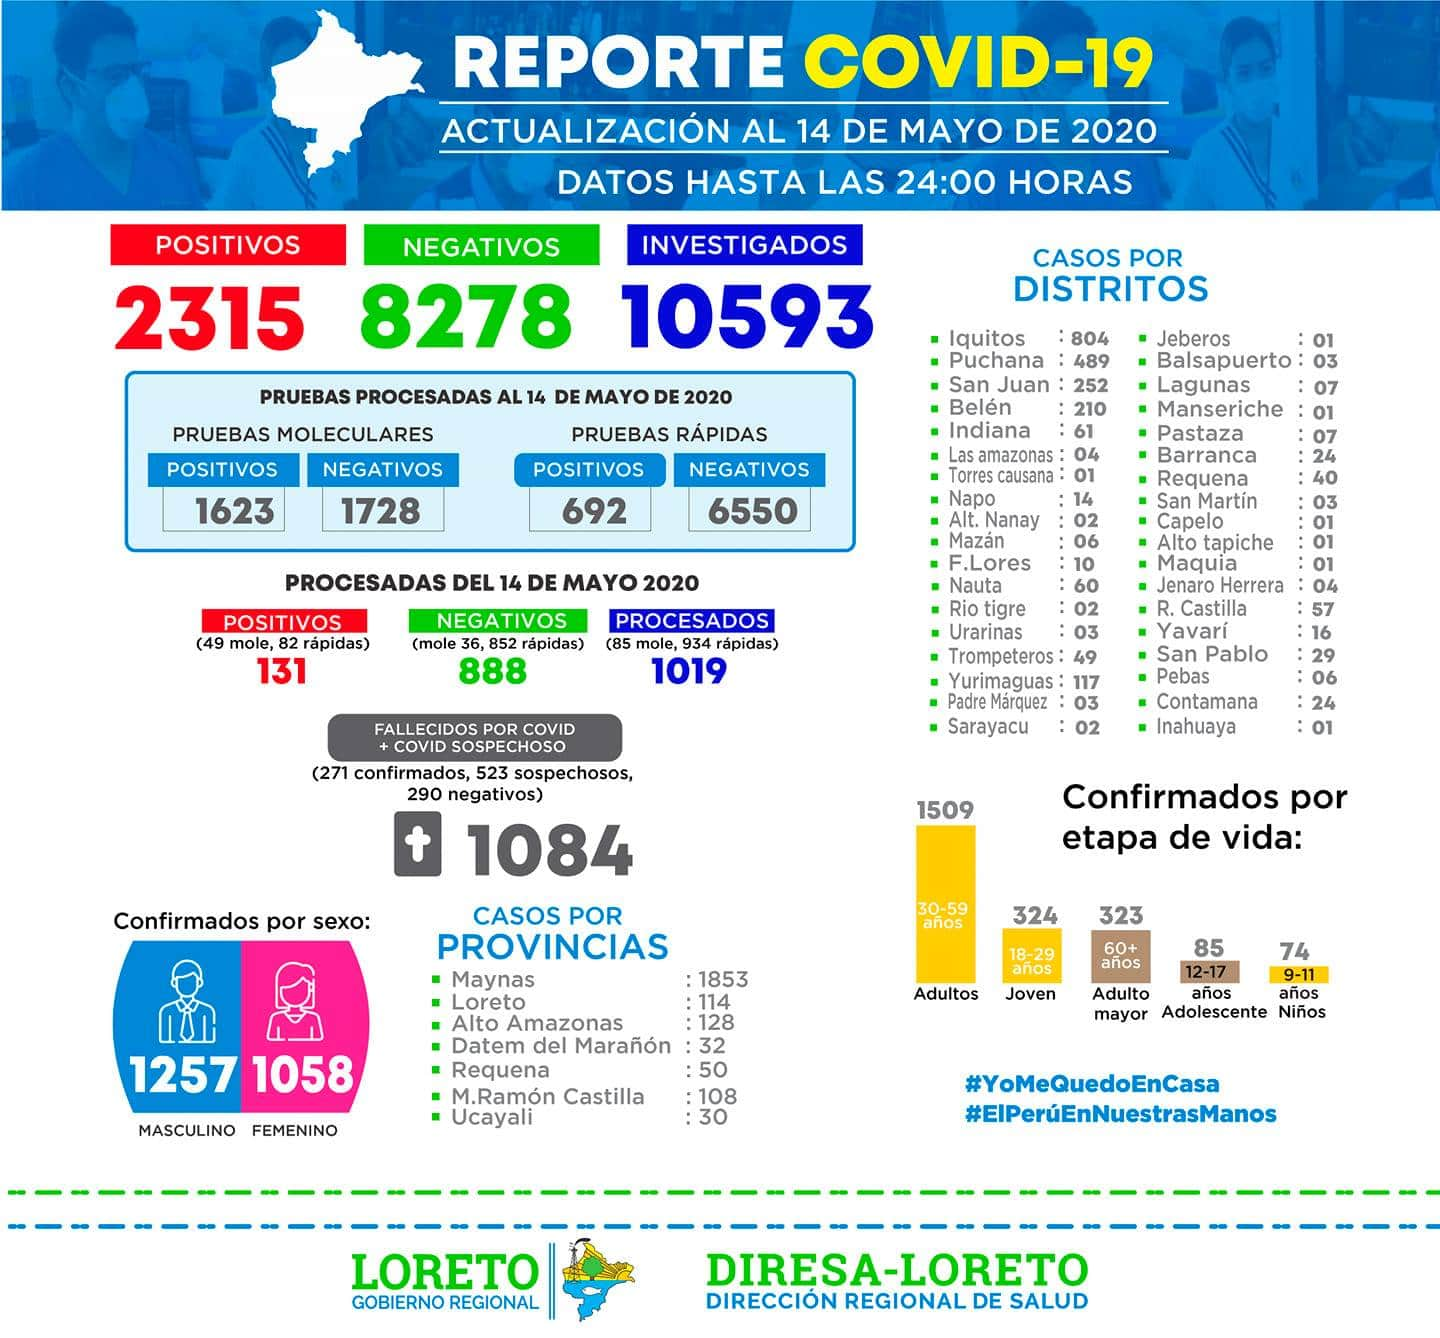 REPORTE COVID-19
ACTUALIZACIÓN AL 14 DE MAYO DE 2020
DATOS HASTA LAS 24:00 HORAS
POSITIVOS NEGATIVOS INVESTIGADOS
2315 8278 10593
PRUEBAS PROCESADAS AL 14 DE MAYO DE 2020
PRUEBAS MOLECULARES PRUEBAS RÁPIDAS
POSITIVOS NEGATIVOS POSITIVOS NEGATIVOS
1623 1728 692 6550
PROCESADAS DEL 14 DE MAYO 2020
POSITIVOS NEGATIVOS PROCESADOS
(49 mole, 82 rápidas) (mole 36, 852 rápidas) (85 mole, 934 rápidas)
131 888 1019
FALLECIDOS POR COVID
+ COVID SOSPECHOSO
(271 confirmados, 523 sospechosos,
290 negativos)
1084
Confirmados por sexo:
1257 1058
MASCULINO FEMENINO
CASOS POR
PROVINCIAS
Maynas : 1853
Loreto : 114
Alto Amazonas : 128
Datem del Marañón : 32
Requena : 50
M.Ramón Castilla : 108
Ucayali : 30
CASOS POR
DISTRITOS
Iquitos : 804
Puchana : 489
San Juan : 252
Belén : 210
Indiana : 61
Las amazonas : 04
Torres causana : 01
Napo : 14
Alt. Nanay : 02
Mazán : 06
F.Lores : 10
Nauta : 60
Rio tigre : 02
Urarinas : 03
Trompeteros : 49
Yurimaguas : 117
Padre Márquez : 03
Sarayacu : 02
Jeberos : 01
Balsapuerto : 03
Lagunas : 07
Manseriche : 01
Pastaza : 07
Barranca : 24
Requena : 40
San Martín : 03
Capelo : 01
Alto tapiche : 01
Maquia : 01
Jenaro Herrera : 04
R. Castilla : 57
Yavarí : 16
San Pablo : 29
Pebas : 06
Contamana : 24
Inahuaya : 01
Confirmados por
etapa de vida:
1509
30-59
años
Adultos
324
18-29
años
Joven
323
60+
años
Adulto
mayor
85
12-17
años
Adolescente
74
9-11
años
Niños
#YoMeQuedoEnCasa
#ElPerúEnNuestrasManos
LORETO
GOBIERNO REGIONAL
DIRESA-LORETO
DIRECCIÓN REGIONAL DE SALUD